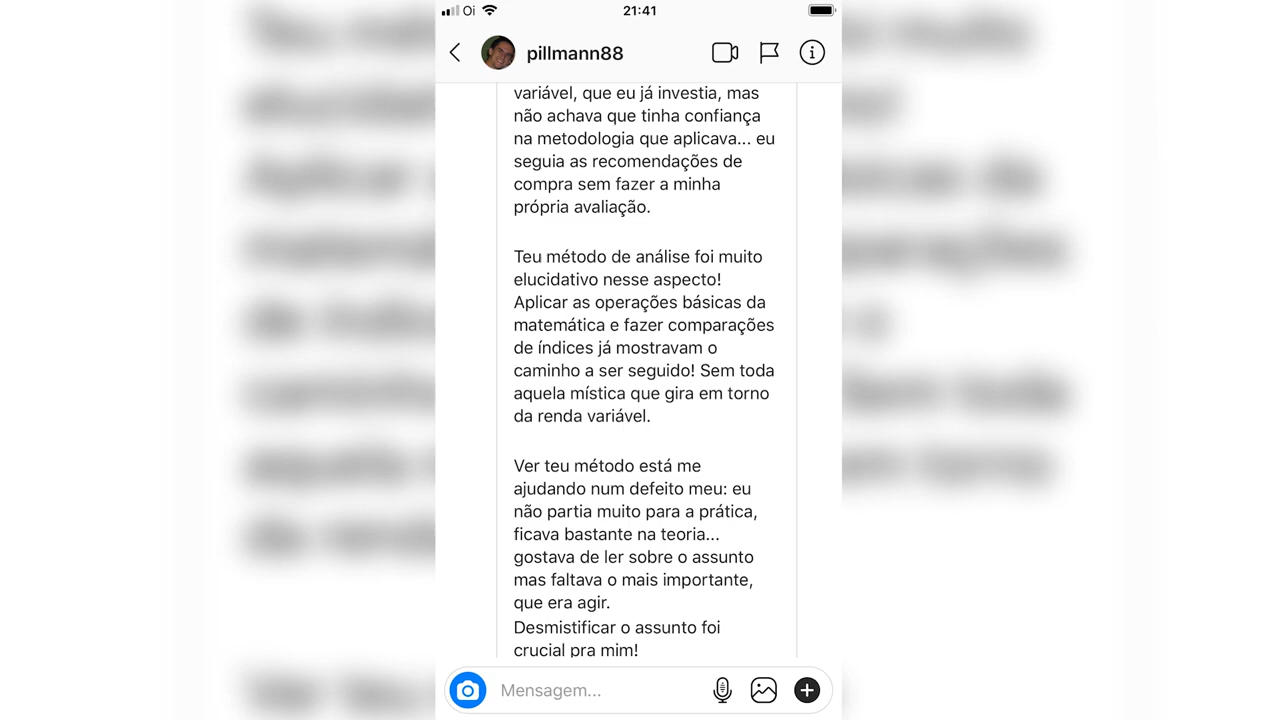 Oi
21:41
pillmann88
variável, que eu já investia, mas
não achava que tinha confiança
na metodologia que aplicava... eu
seguia as recomendações de
compra sem fazer a minha
própria avaliação.
Teu método de análise foi muito
elucidativo nesse aspecto!
Aplicar as operações básicas da
matemática e fazer comparações
de índices já mostravam o
caminho a ser seguido! Sem toda
aquela mística que gira em torno
da renda variável.
Ver teu método está me
ajudando num defeito meu: eu
não partia muito para a prática,
ficava bastante na teoria...
gostava de ler sobre o assunto
mas faltava o mais importante,
que era agir.
Desmistificar o assunto foi
crucial pra mim!
Mensagem...